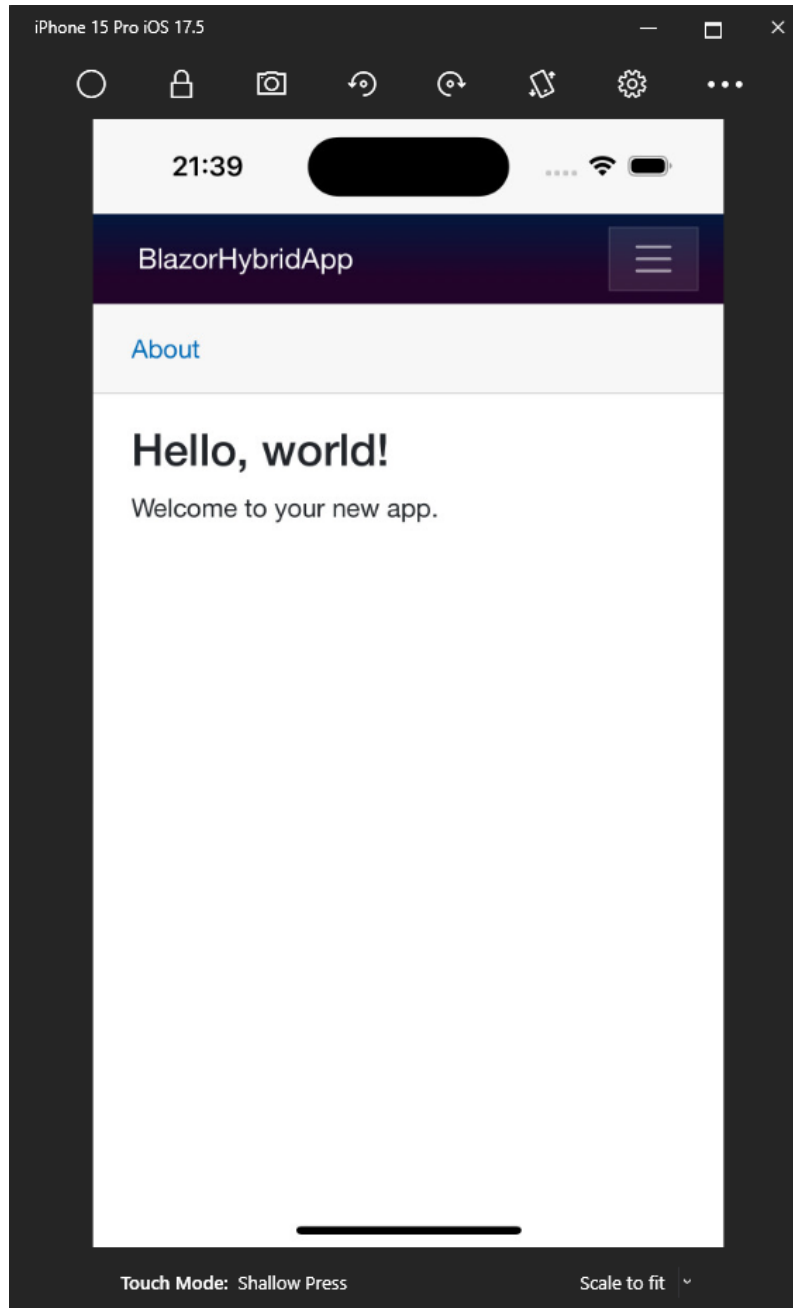 iPhone 15 Pro iOS 17.5
21:39
BlazorHybridApp
About
Hello, world!
Welcome to your new app.
Touch Mode: Shallow Press Scale to fit